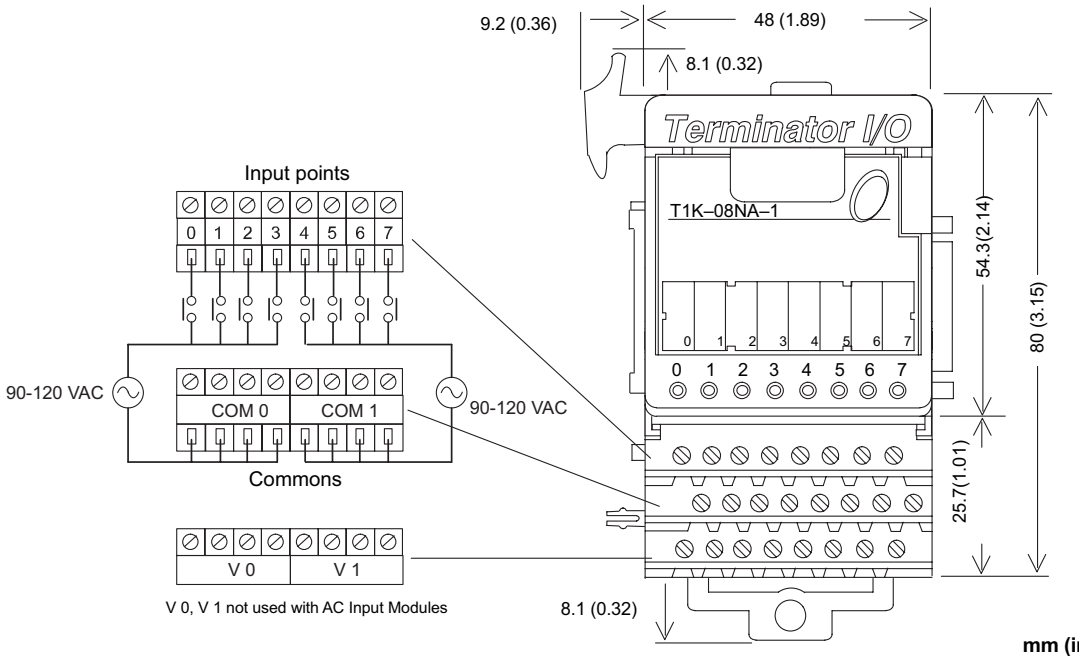 9.2 (0.36)
48 (1.89)
8.1 (0.32)
Terminator I/O
T1K–08NA–1
0 1 2 3 4 5 6 7
0 1 2 3 4 5 6 7
54.3(2.14)
80 (3.15)
25.7(1.01)
8.1 (0.32)
mm (in
Input points
0 1 2 3 4 5 6 7
90-120 VAC
COM 0 COM 1
90-120 VAC
Commons
V 0 V 1
V 0, V 1 not used with AC Input Modules